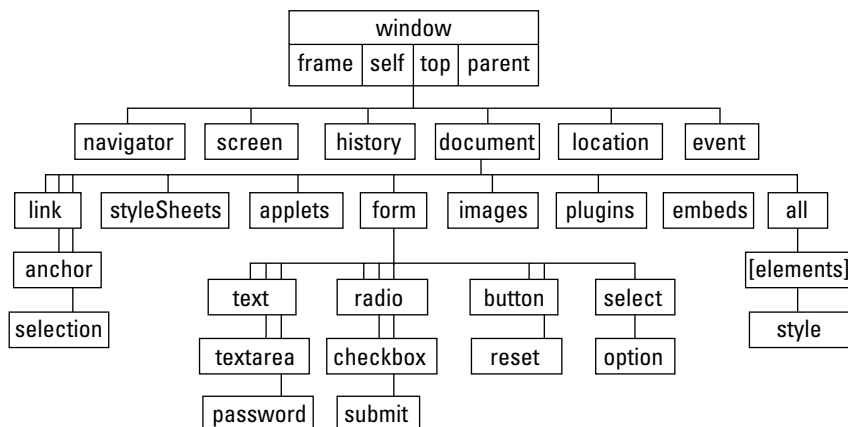 window
frame self top parent
navigator screen history document location event
link styleSheets applets form images plugins embeds all
anchor [elements]
text radio button select
selection style
textarea checkbox reset option
password submit